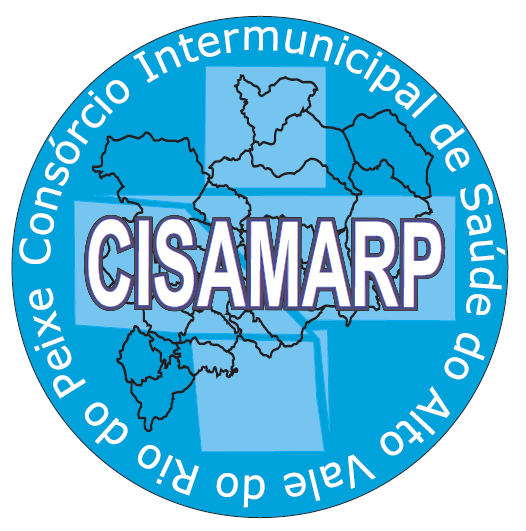 Consórcio Intermunicipal de Saúde do Alto Vale do Rio do Peixe
CISAMARP